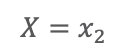 X = x₂